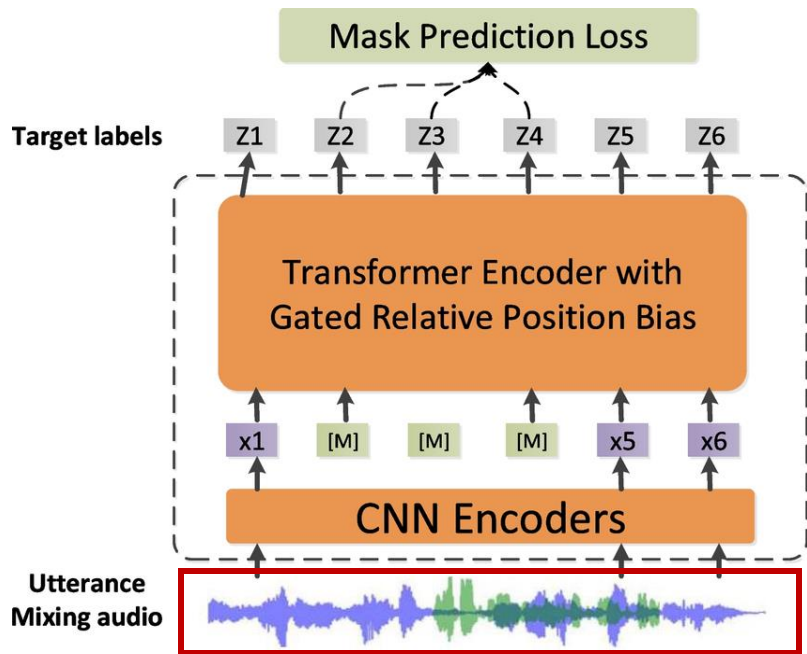 Mask Prediction Loss
Target labels
Z1 Z2 Z3 Z4 Z5 Z6
Transformer Encoder with
Gated Relative Position Bias
x1 [M] [M] [M] x5 x6
CNN Encoders
Utterance
Mixing audio